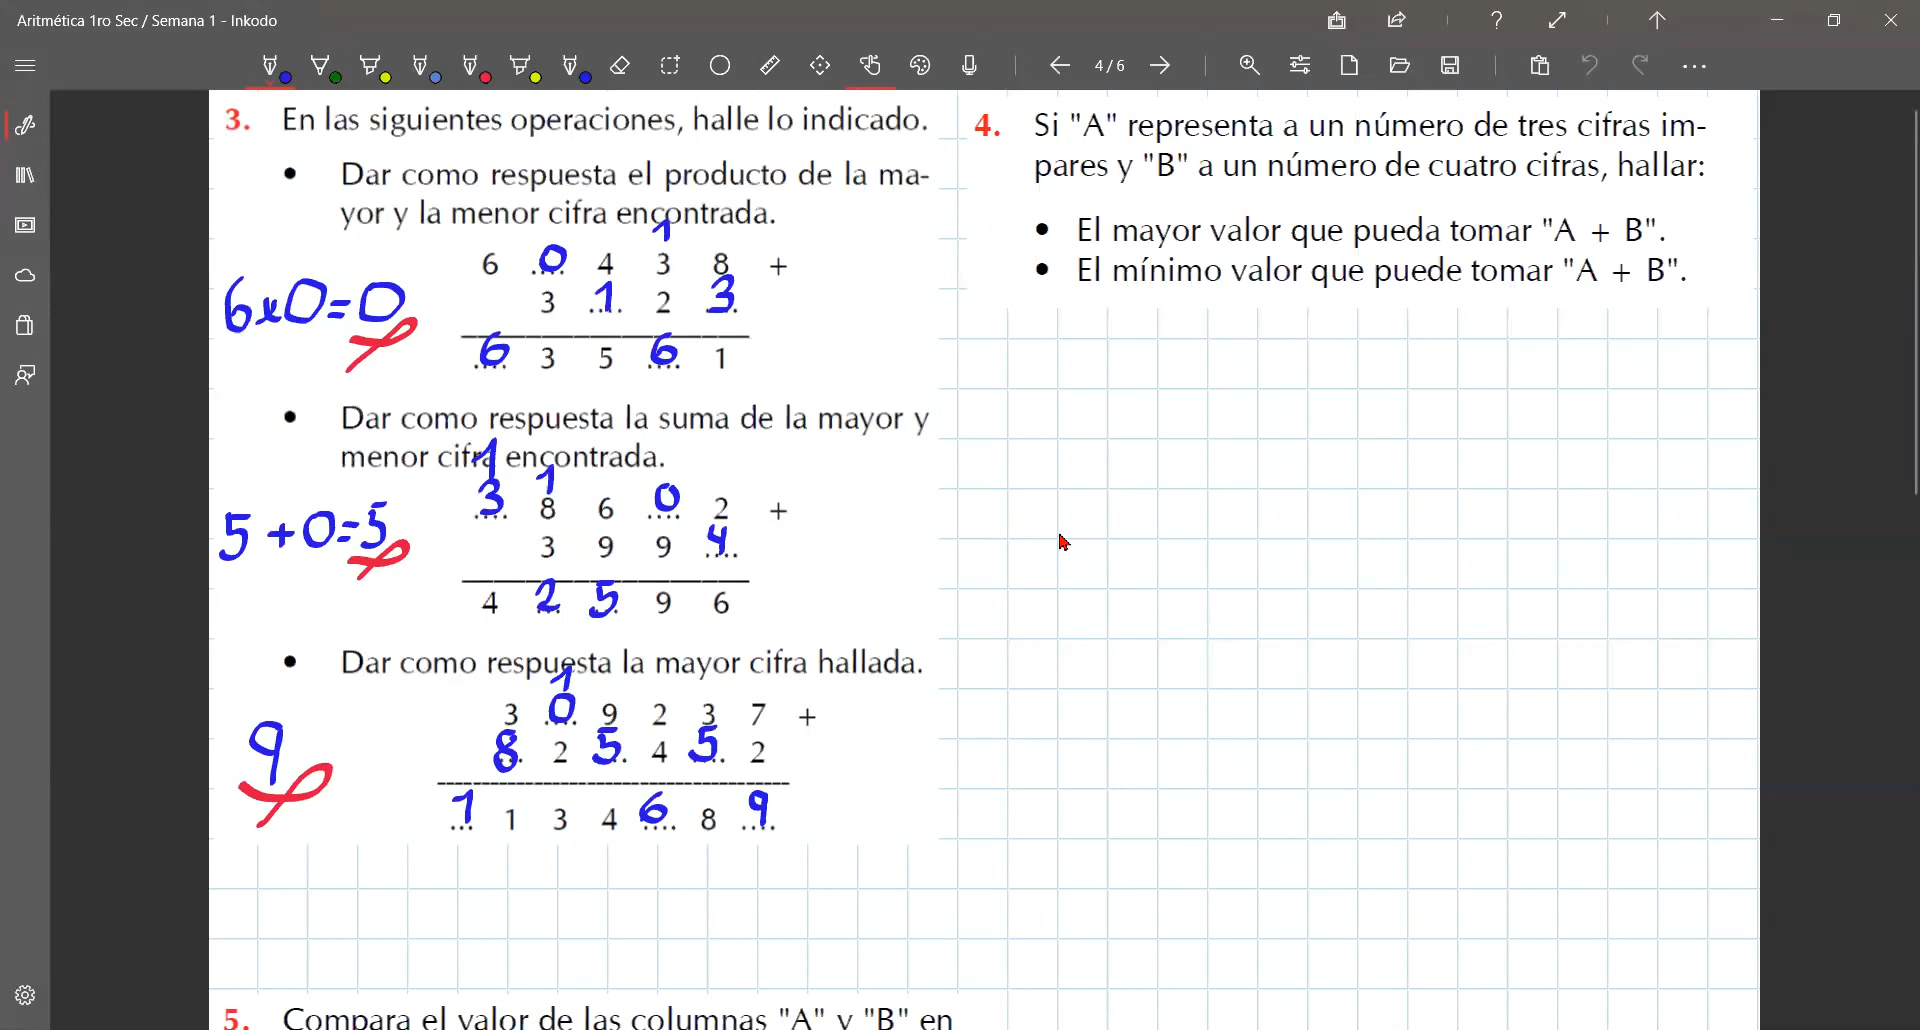 Aritmética 1ro Sec / Semana 1 - Inkodo
4 / 6
3. En las siguientes operaciones, halle lo indicado.
• Dar como respuesta el producto de la ma-
yor y la menor cifra encontrada.
1
6 0 4 3 8 +
3 1 2 3
6 3 5 6 1
6x0=0
• Dar como respuesta la suma de la mayor y
menor cifra encontrada.
1 1
3 8 6 0 2 +
3 9 9 4
4 2 5 9 6
5+0=5
• Dar como respuesta la mayor cifra hallada.
1
3 0 9 2 3 7 +
8 2 5 4 5 2
1 1 3 4 6 8 9
9
4. Si "A" representa a un número de tres cifras im-
pares y "B" a un número de cuatro cifras, hallar:
• El mayor valor que pueda tomar "A + B".
• El mínimo valor que puede tomar "A + B".
5. Compara el valor de las columnas "A" y "B" en